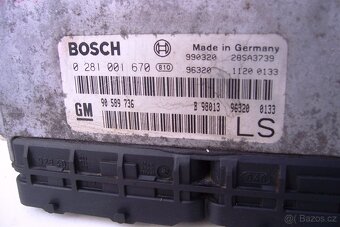 BOSCH Made in Germany
0 281 001 670 810 990320 28SA3739
96320 1120 0133
GM 90 589 736 B 98013 96320 0133
LS
bazos.cz